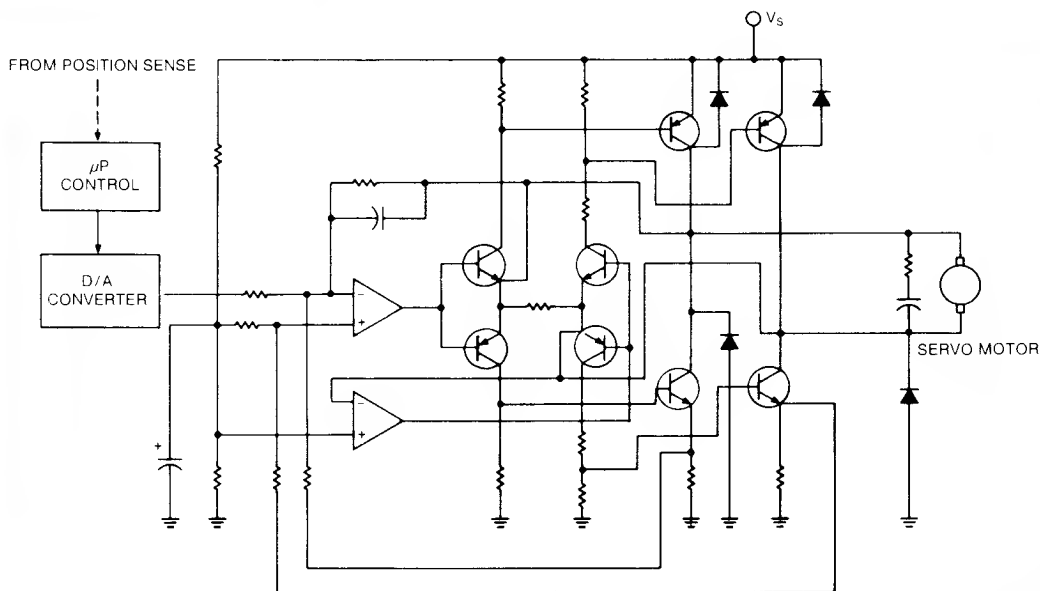 V_S
FROM POSITION SENSE
μP
CONTROL
D/A
CONVERTER
−
+
−
+
+
SERVO MOTOR